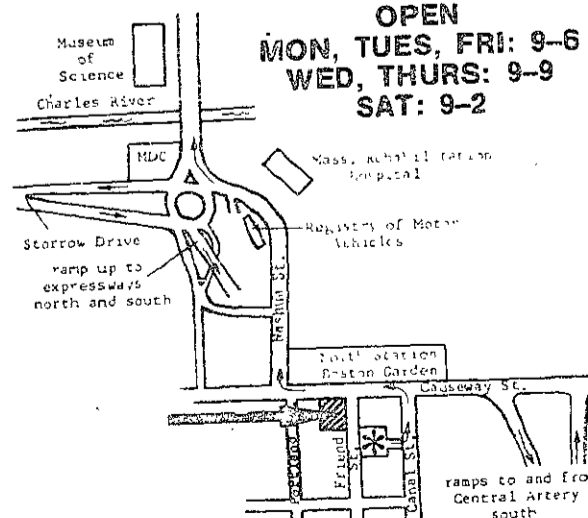 OPEN
MON, TUES, FRI: 9–6
WED, THURS: 9–9
SAT: 9–2
Museum
of
Science
Charles River
MDC
Mass. Rehabilitation
Hospital
Storrow Drive
Registry of Motor
Vehicles
ramp up to
expressways
north and south
Nashua St.
North Station
Boston Garden
Causeway St.
Portland
Friend
St.
Canal St.
ramps to and fro
Central Artery
south